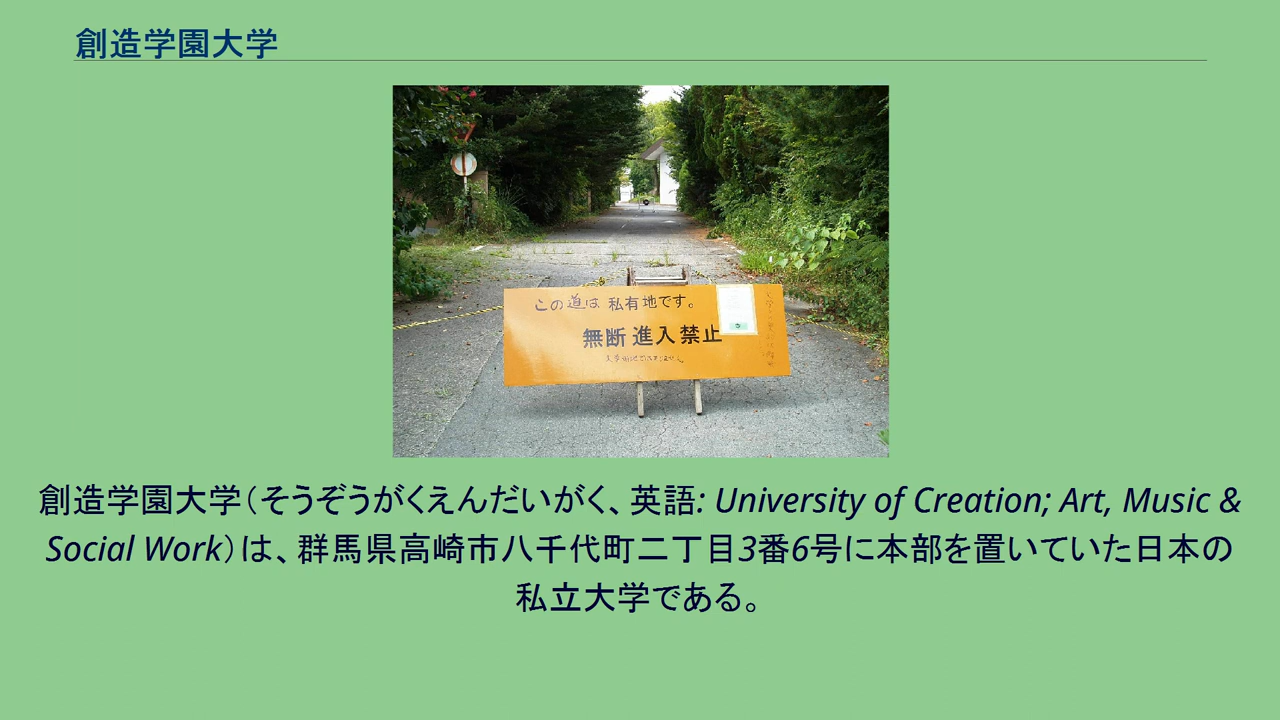 創造学園大学
この道は 私有地です。
無断 進入禁止
創造学園大学（そうぞうがくえんだいがく、英語: University of Creation; Art, Music &
Social Work）は、群馬県高崎市八千代町二丁目3番6号に本部を置いていた日本の
私立大学である。